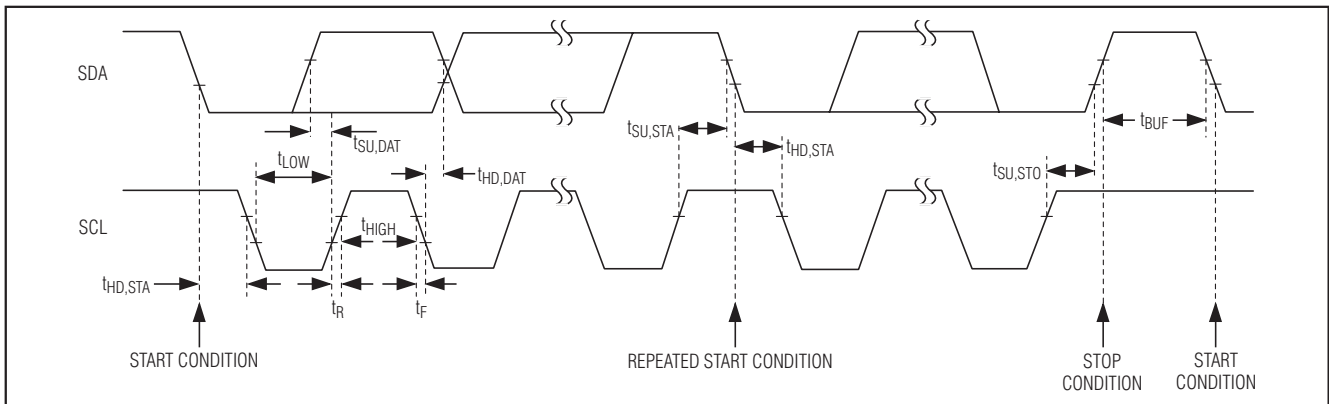 SDA
tSU,DAT
tLOW
tHD,DAT
tSU,STA
tHD,STA
tBUF
tSU,STO
SCL
tHIGH
tHD,STA
tR
tF
START CONDITION
REPEATED START CONDITION
STOP
CONDITION
START
CONDITION